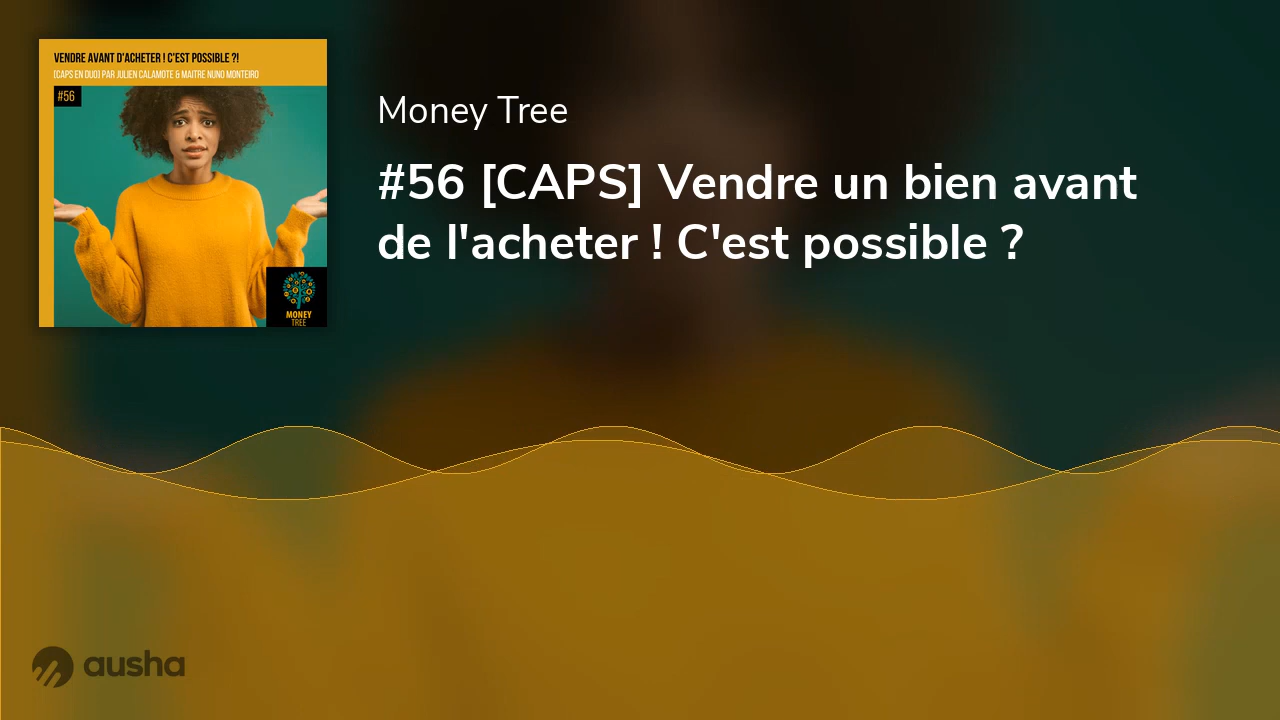 VENDRE AVANT D'ACHETER ! C'EST POSSIBLE ?!
[CAPS EN DUO] PAR JULIEN CALAMOTE & MAITRE NUNO MONTEIRO
#56
MONEY
TREE
Money Tree
#56 [CAPS] Vendre un bien avant
de l'acheter ! C'est possible ?
ausha